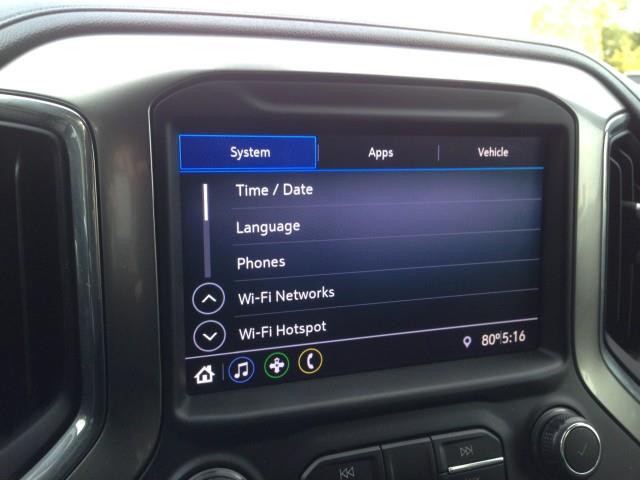 System Apps Vehicle
Time / Date
Language
Phones
Wi-Fi Networks
Wi-Fi Hotspot
80° 5:16